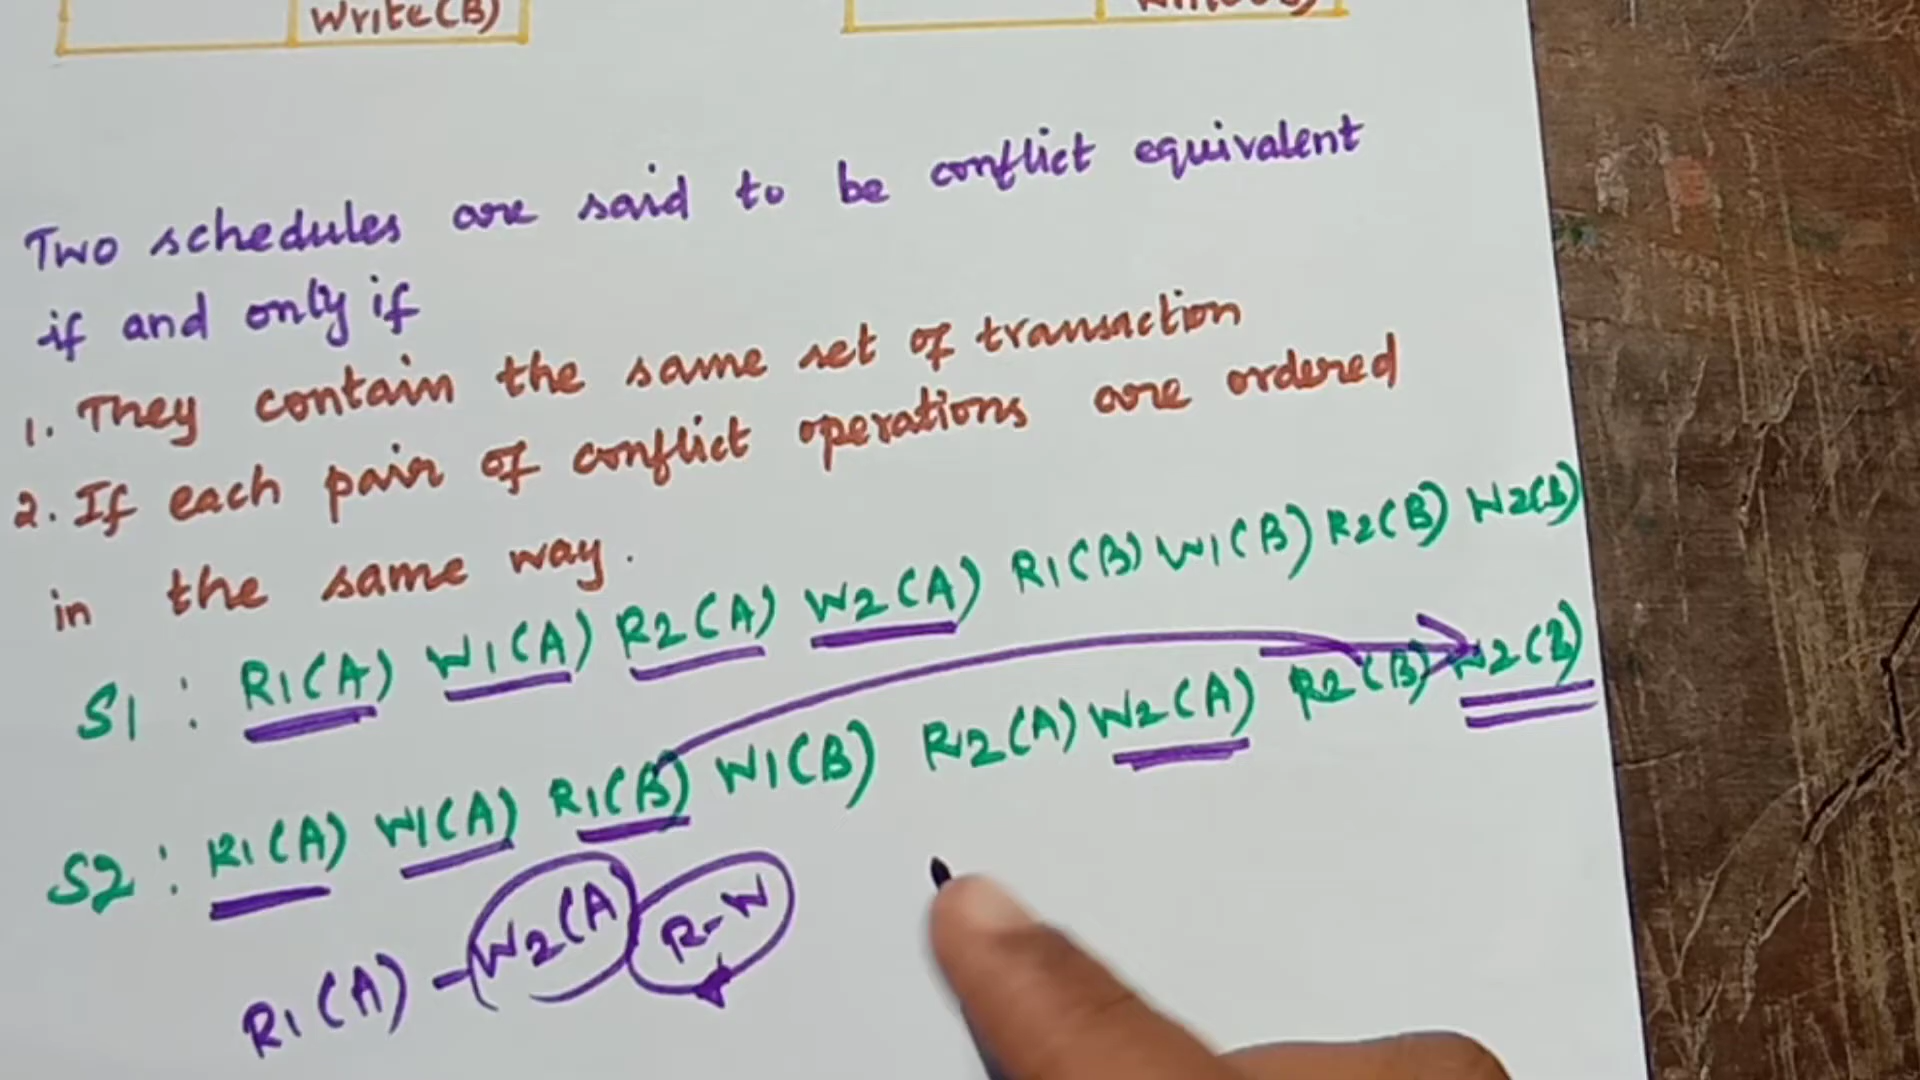 Write(B)
Two schedules are said to be conflict equivalent
if and only if
1. They contain the same set of transaction
2. If each pair of conflict operations are ordered
in the same way.
S1 : R1(A) W1(A) R2(A) W2(A) R1(B) W1(B) R2(B) W2(B)
S2 : R1(A) W1(A) R1(B) W1(B) R2(A) W2(A) R2(B) W2(B)
R1(A) - W2(A) R-W